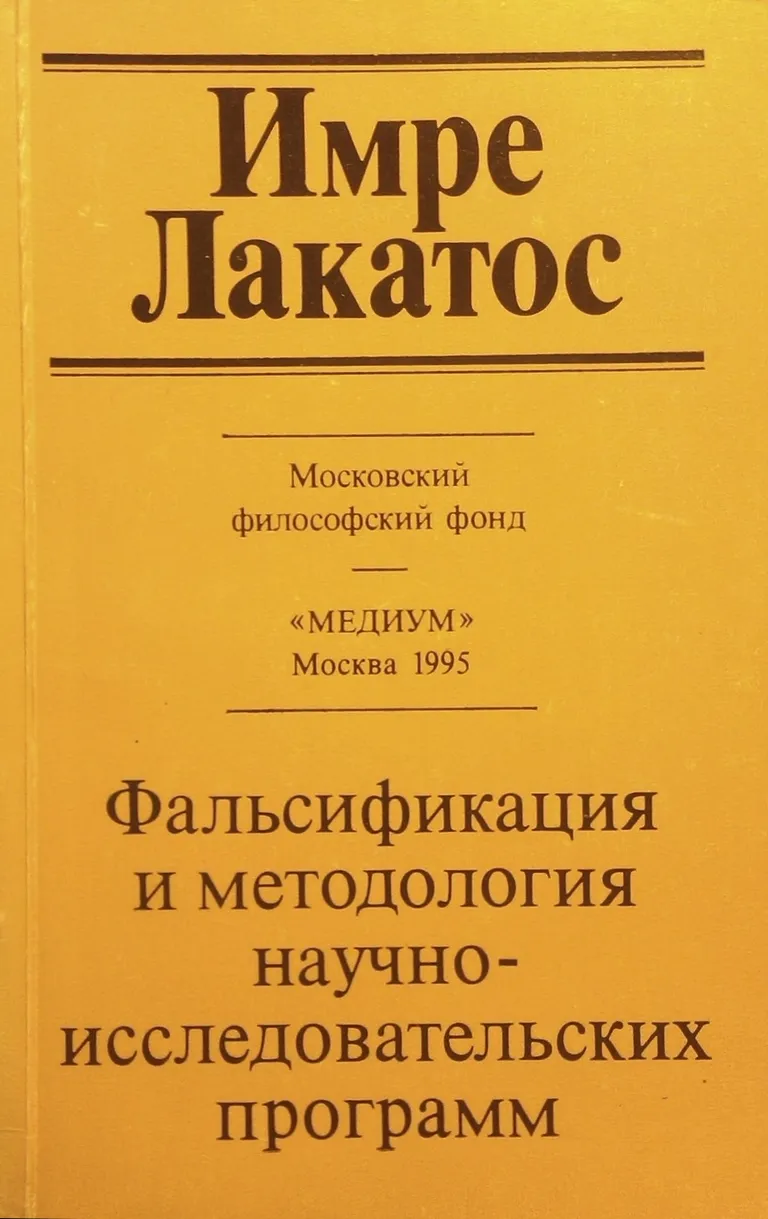 Имре
Лакатос
Московский
философский фонд
«МЕДИУМ»
Москва 1995
Фальсификация
и методология
научно-
исследовательских
программ